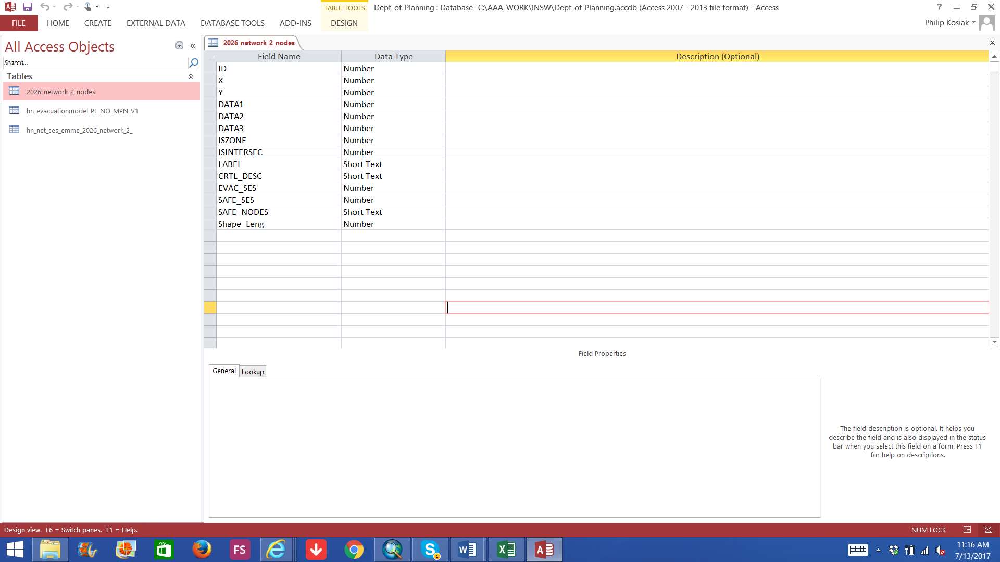 TABLE TOOLS
Dept_of_Planning : Database- C:\AAA_WORK\INSW\Dept_of_Planning.accdb (Access 2007 - 2013 file format) - Access
?
FILE HOME CREATE EXTERNAL DATA DATABASE TOOLS ADD-INS DESIGN
Philip Kosiak
All Access Objects
Search...
Tables
2026_network_2_nodes
hn_evacuationmodel_PL_NO_MPN_V1
hn_net_ses_emme_2026_network_2_
2026_network_2_nodes
Field Name Data Type Description (Optional)
ID Number
X Number
Y Number
DATA1 Number
DATA2 Number
DATA3 Number
ISZONE Number
ISINTERSEC Number
LABEL Short Text
CRTL_DESC Short Text
EVAC_SES Number
SAFE_SES Number
SAFE_NODES Short Text
Shape_Leng Number
Field Properties
General Lookup
The field description is optional. It helps you
describe the field and is also displayed in the status
bar when you select this field on a form. Press F1
for help on descriptions.
Design view. F6 = Switch panes. F1 = Help.
NUM LOCK
FS
1
11:16 AM
7/13/2017